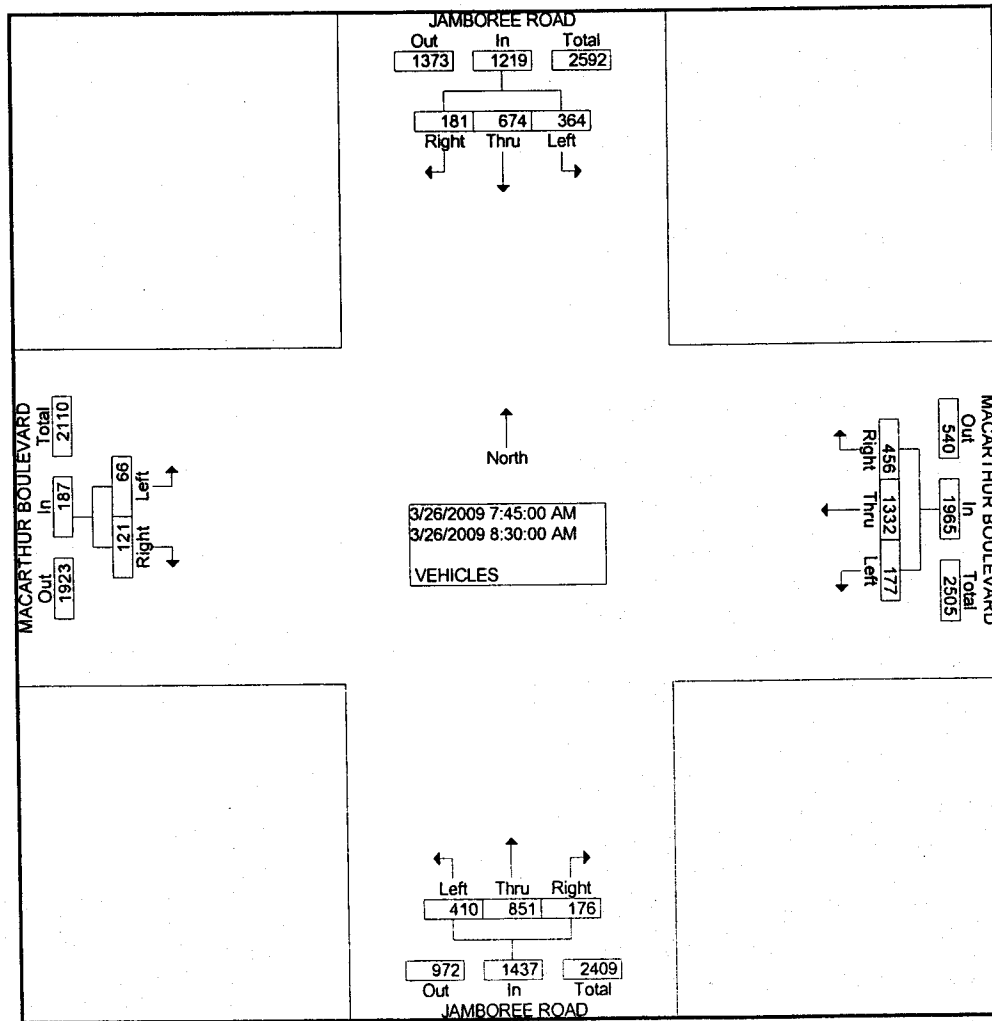 JAMBOREE ROAD
Out In Total
1373 1219 2592
181 674 364
Right Thru Left
MACARTHUR BOULEVARD
Total In Out
2110 187 1923
66 121
Left Right
North
3/26/2009 7:45:00 AM
3/26/2009 8:30:00 AM
VEHICLES
Right Thru Left
456 1332 177
540 1965 2505
Out In Total
MACARTHUR BOULEVARD
Left Thru Right
410 851 176
972 1437 2409
Out In Total
JAMBOREE ROAD